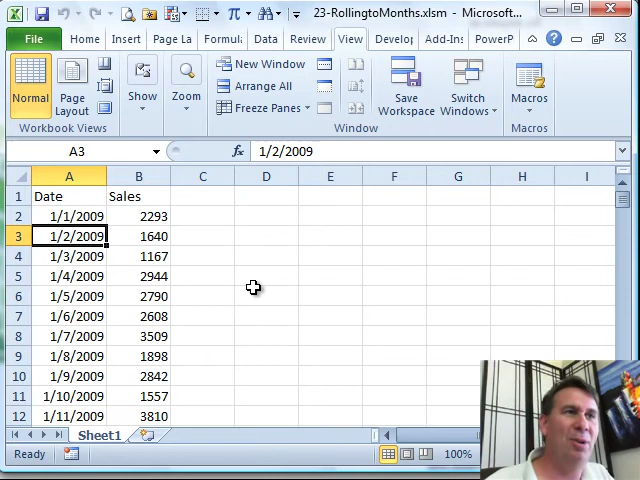 23-RollingtoMonths.xlsm - Microsoft...
File Home Insert Page La Formula Data Review View Develop Add-Ins PowerP
Normal
Page Layout
Workbook Views
Show
Zoom
New Window
Arrange All
Freeze Panes
Save Workspace
Switch Windows
Window
Macros
Macros
A3 fx 1/2/2009
A B C D E F G H I
1 Date Sales
2 1/1/2009 2293
3 1/2/2009 1640
4 1/3/2009 1167
5 1/4/2009 2944
6 1/5/2009 2790
7 1/6/2009 2608
8 1/7/2009 3509
9 1/8/2009 1898
10 1/9/2009 2842
11 1/10/2009 1557
12 1/11/2009 3810
Sheet1
Ready 100%